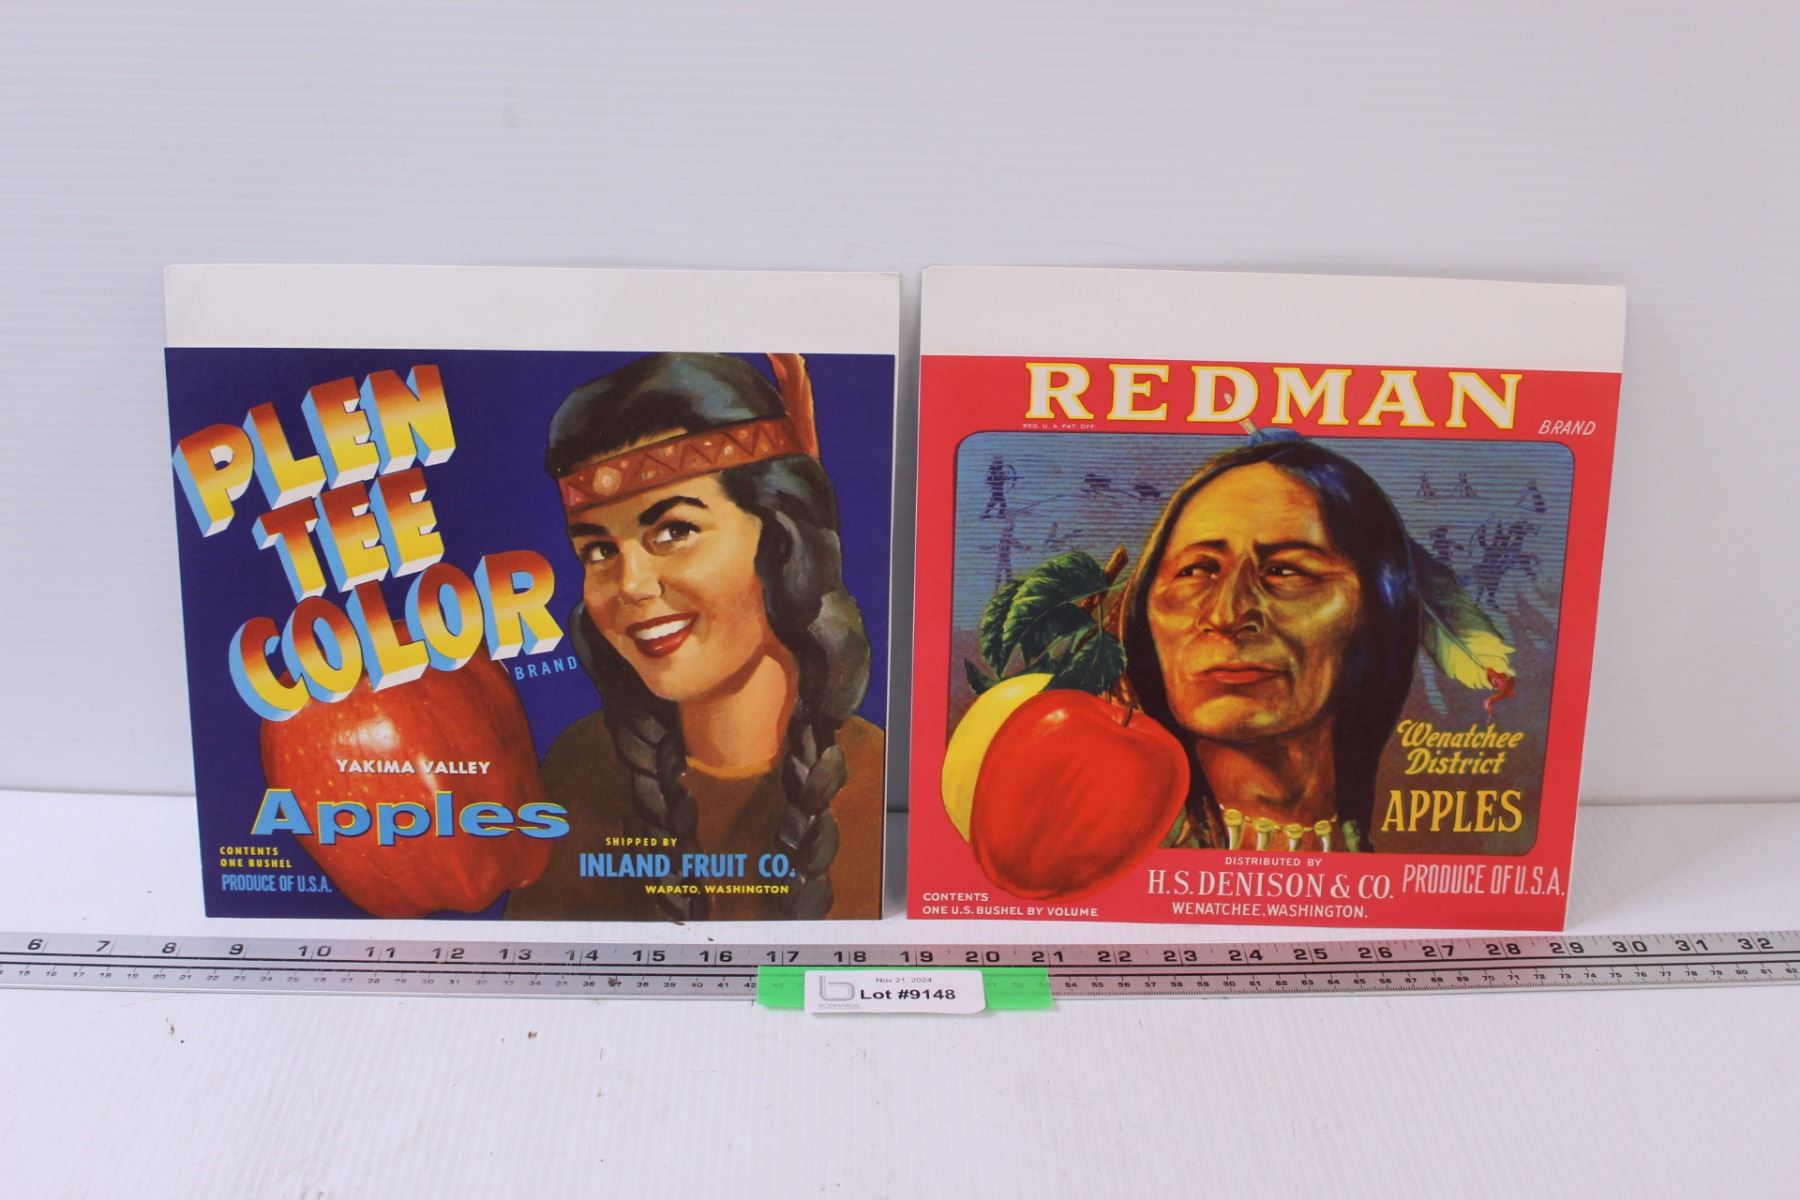 PLEN
TEE
COLOR
BRAND
YAKIMA VALLEY
Apples
CONTENTS
ONE BUSHEL
PRODUCE OF U.S.A.
SHIPPED BY
INLAND FRUIT CO.
WAPATO, WASHINGTON
REDMAN
REG. U. S. PAT. OFF.
BRAND
Wenatchee
District
APPLES
DISTRIBUTED BY
H.S. DENISON & CO.
WENATCHEE, WASHINGTON.
PRODUCE OF U.S.A.
CONTENTS
ONE U.S. BUSHEL BY VOLUME
6 7 8 9 10 11 12 13 14 15 16 17 18 19 20 21 22 23 24 25 26 27 28 29 30 31 32
Nov 21, 2024
Lot #9148